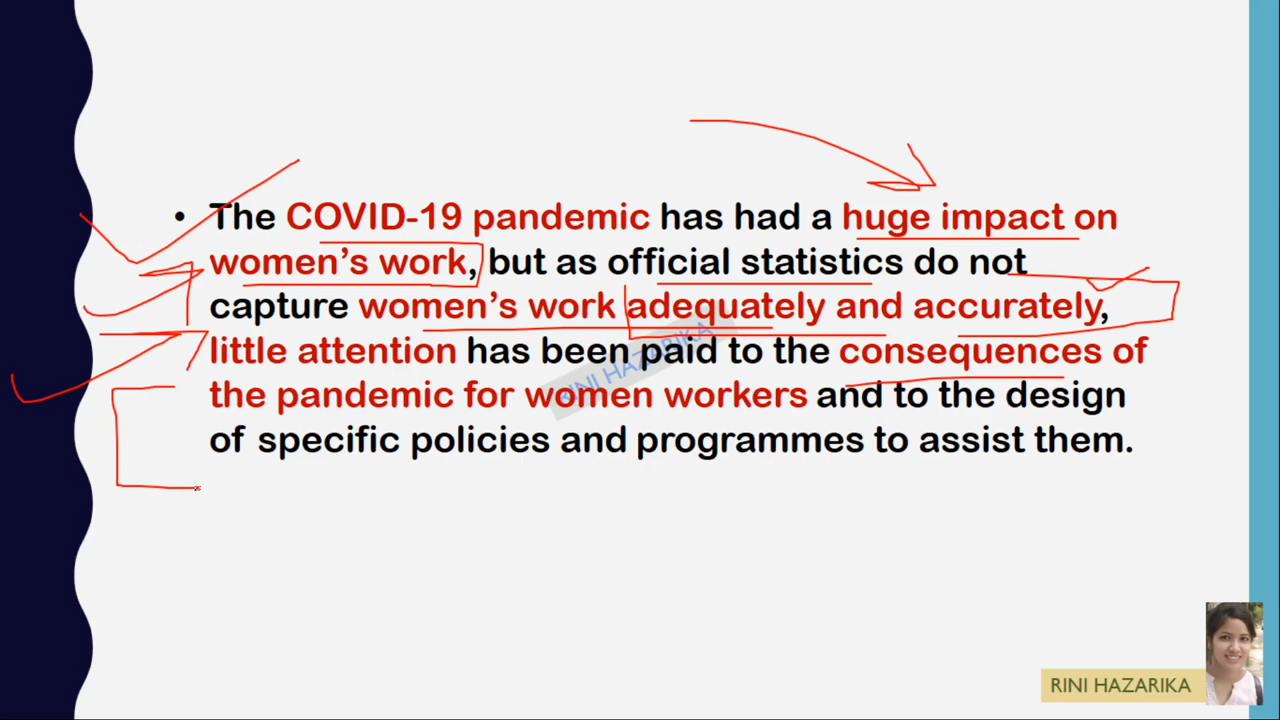 • The COVID-19 pandemic has had a huge impact on
women's work, but as official statistics do not
capture women's work adequately and accurately,
little attention has been paid to the consequences of
the pandemic for women workers and to the design
of specific policies and programmes to assist them.
RINI HAZARIKA
RINI HAZARIKA